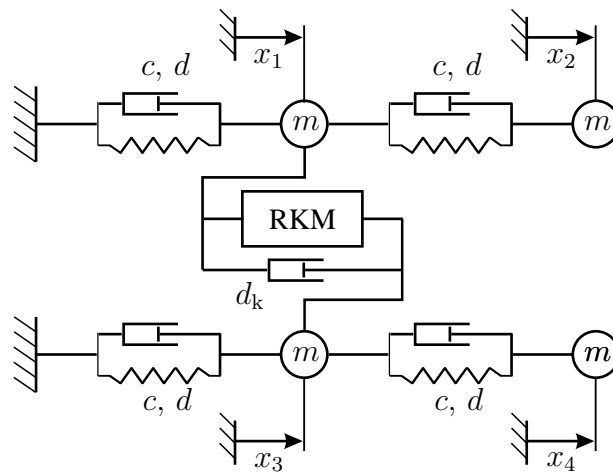 x₁ x₂
c, d c, d
m m
RKM
dₖ
m m
c, d c, d
x₃ x₄